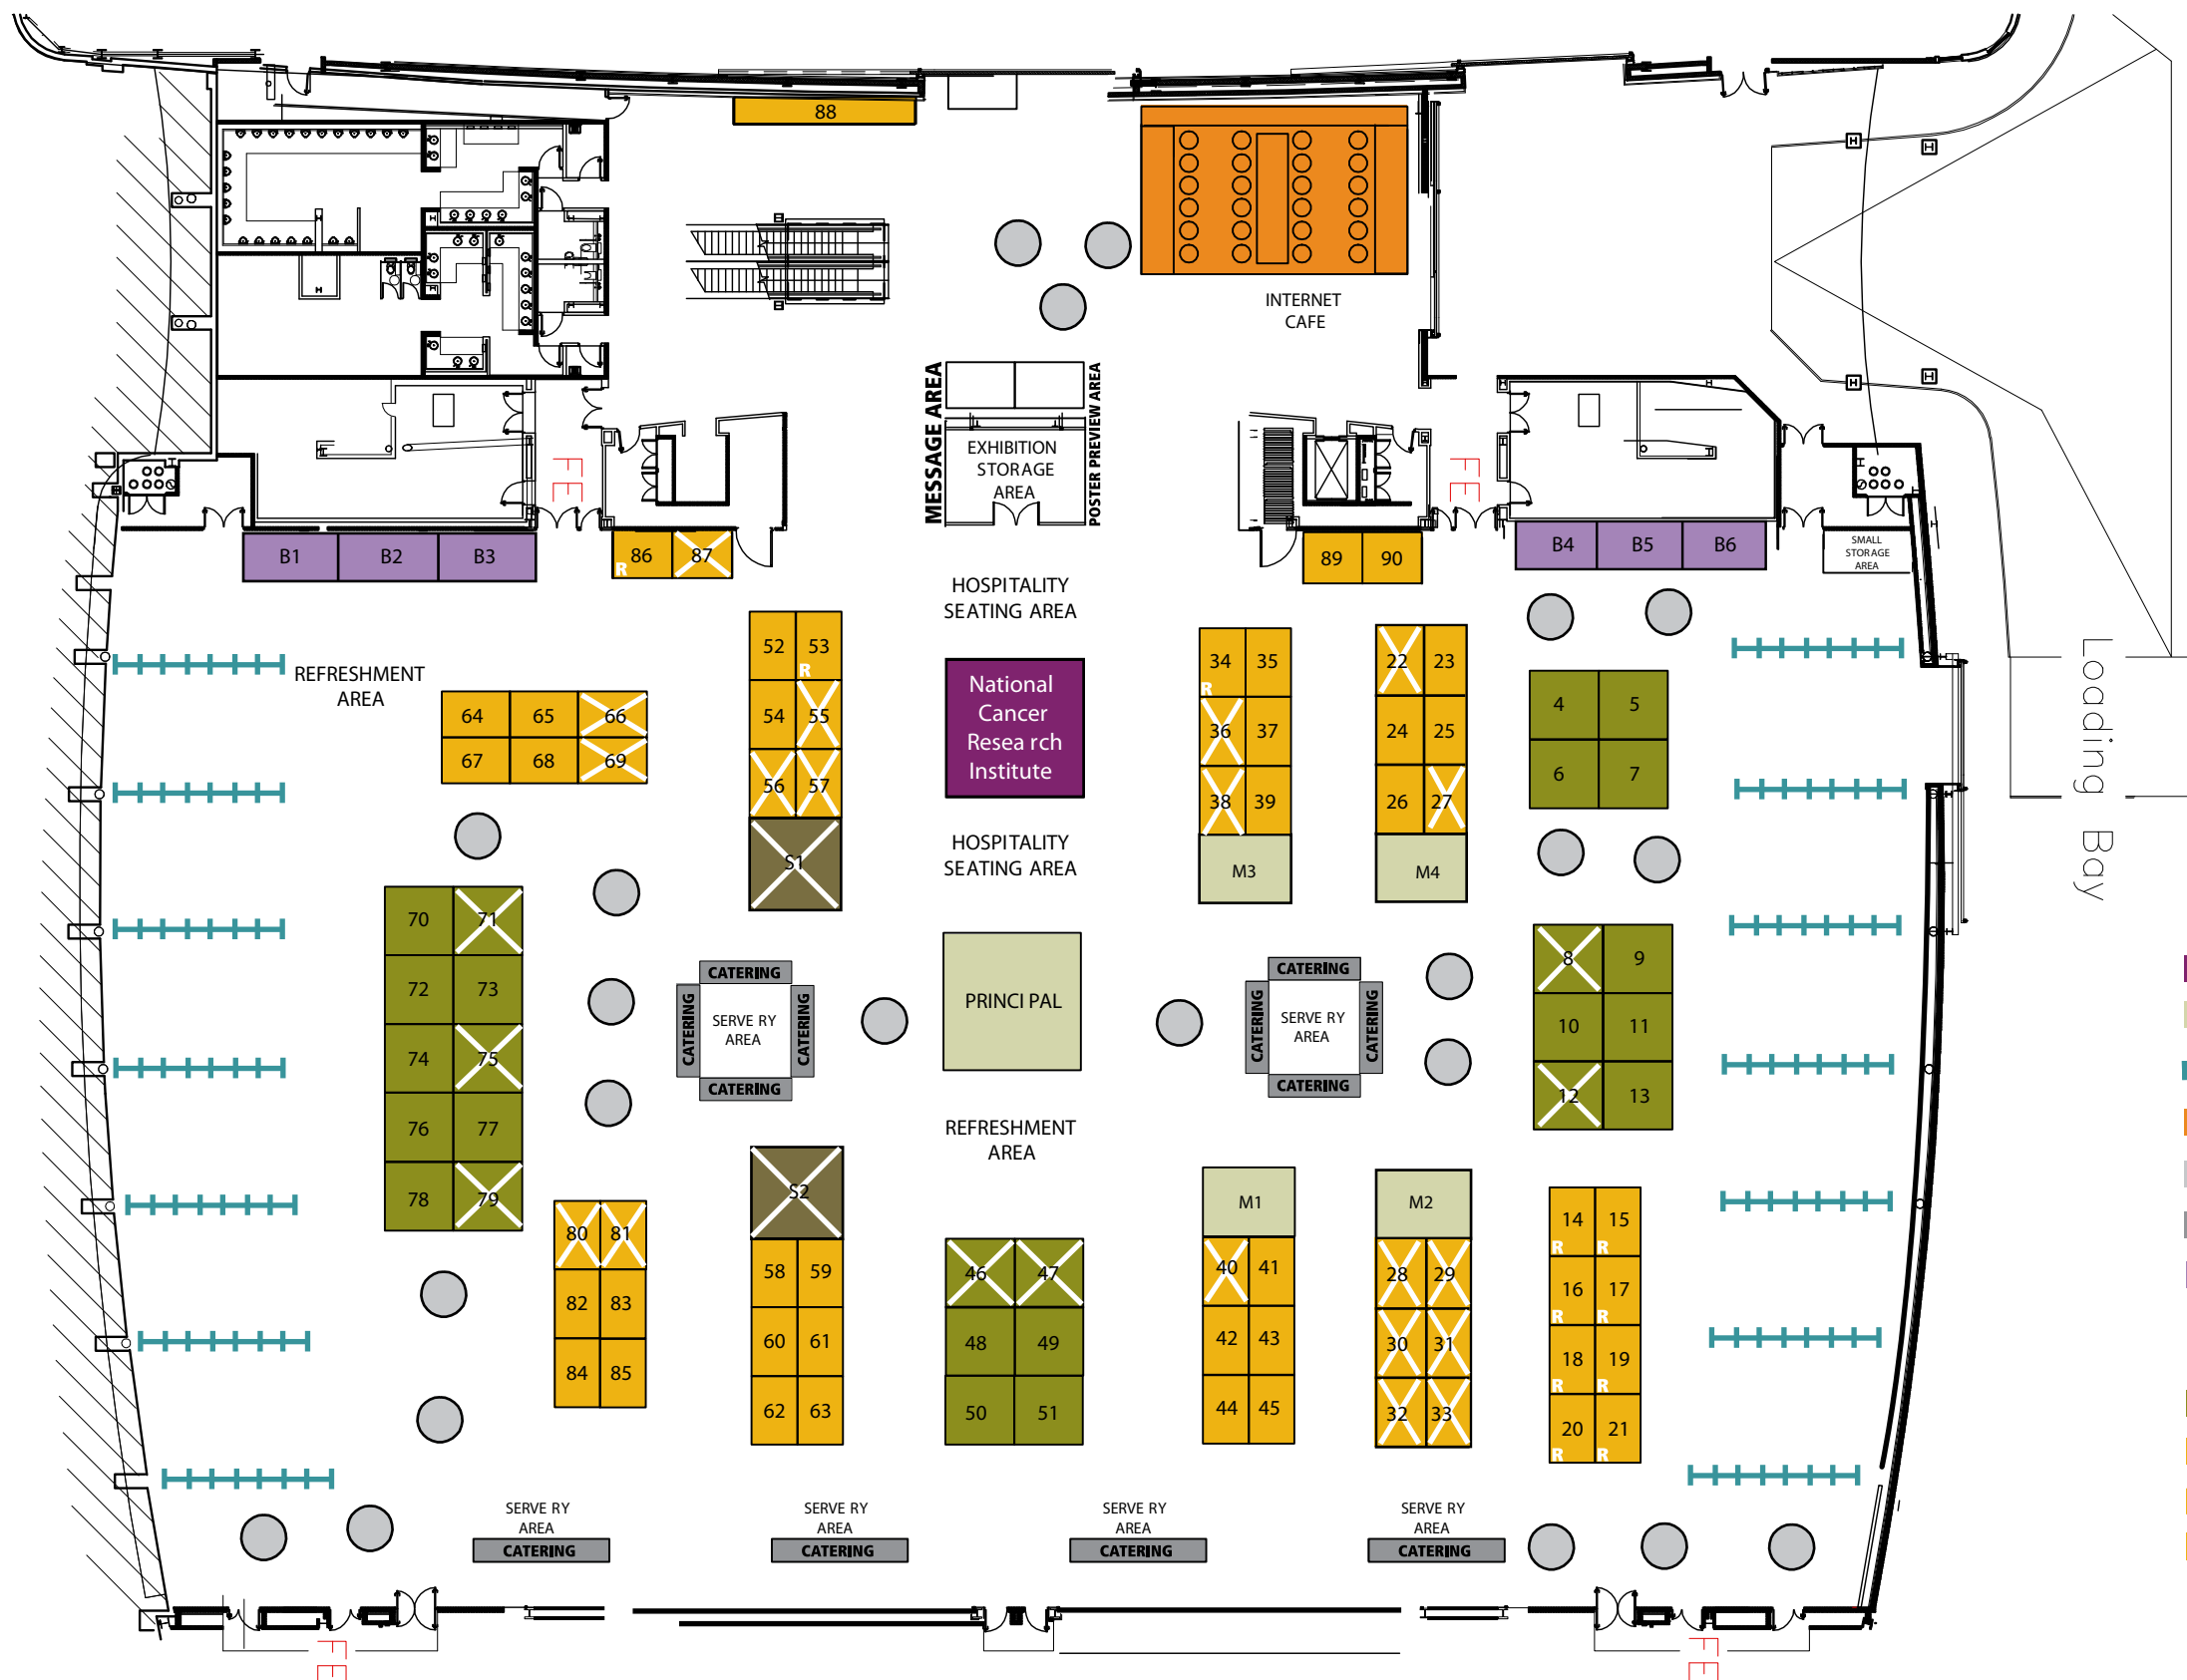 88
INTERNET
CAFE
MESSAGE AREA
POSTER PREVIEW AREA
EXHIBITION
STORAGE
AREA
FE
FE
B1 B2 B3
86 87
R
89 90
B4 B5 B6
SMALL
STORAGE
AREA
HOSPITALITY
SEATING AREA
Loading Bay
REFRESHMENT
AREA
64 65 66
67 68 69
52 53
R
54 55
56 57
S1
National
Cancer
Resea rch
Institute
34 35
R
36 37
38 39
M3
22 23
24 25
26 27
M4
4 5
6 7
HOSPITALITY
SEATING AREA
70 71
72 73
74 75
76 77
78 79
CATERING
CATERING
SERVE RY
AREA
CATERING
CATERING
PRINCI PAL
CATERING
CATERING
SERVE RY
AREA
CATERING
CATERING
8 9
10 11
12 13
REFRESHMENT
AREA
80 81
82 83
84 85
S2
58 59
60 61
62 63
46 47
48 49
50 51
M1
40 41
42 43
44 45
M2
28 29
30 31
32 33
14 15
R R
16 17
R R
18 19
R R
20 21
R R
SERVE RY
AREA
CATERING
SERVE RY
AREA
CATERING
SERVE RY
AREA
CATERING
SERVE RY
AREA
CATERING
FE
FE